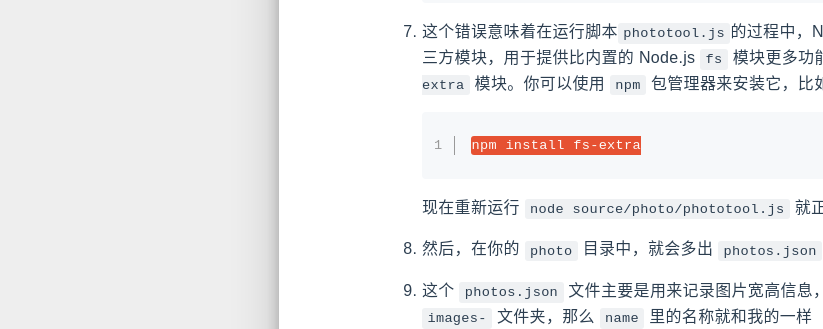 7. 这个错误意味着在运行脚本 phototool.js 的过程中，N
三方模块，用于提供比内置的 Node.js fs 模块更多功能
extra 模块。你可以使用 npm 包管理器来安装它，比如
1 npm install fs-extra
现在重新运行 node source/photo/phototool.js 就正
8. 然后，在你的 photo 目录中，就会多出 photos.json
9. 这个 photos.json 文件主要是用来记录图片宽高信息，
images- 文件夹，那么 name 里的名称就和我的一样